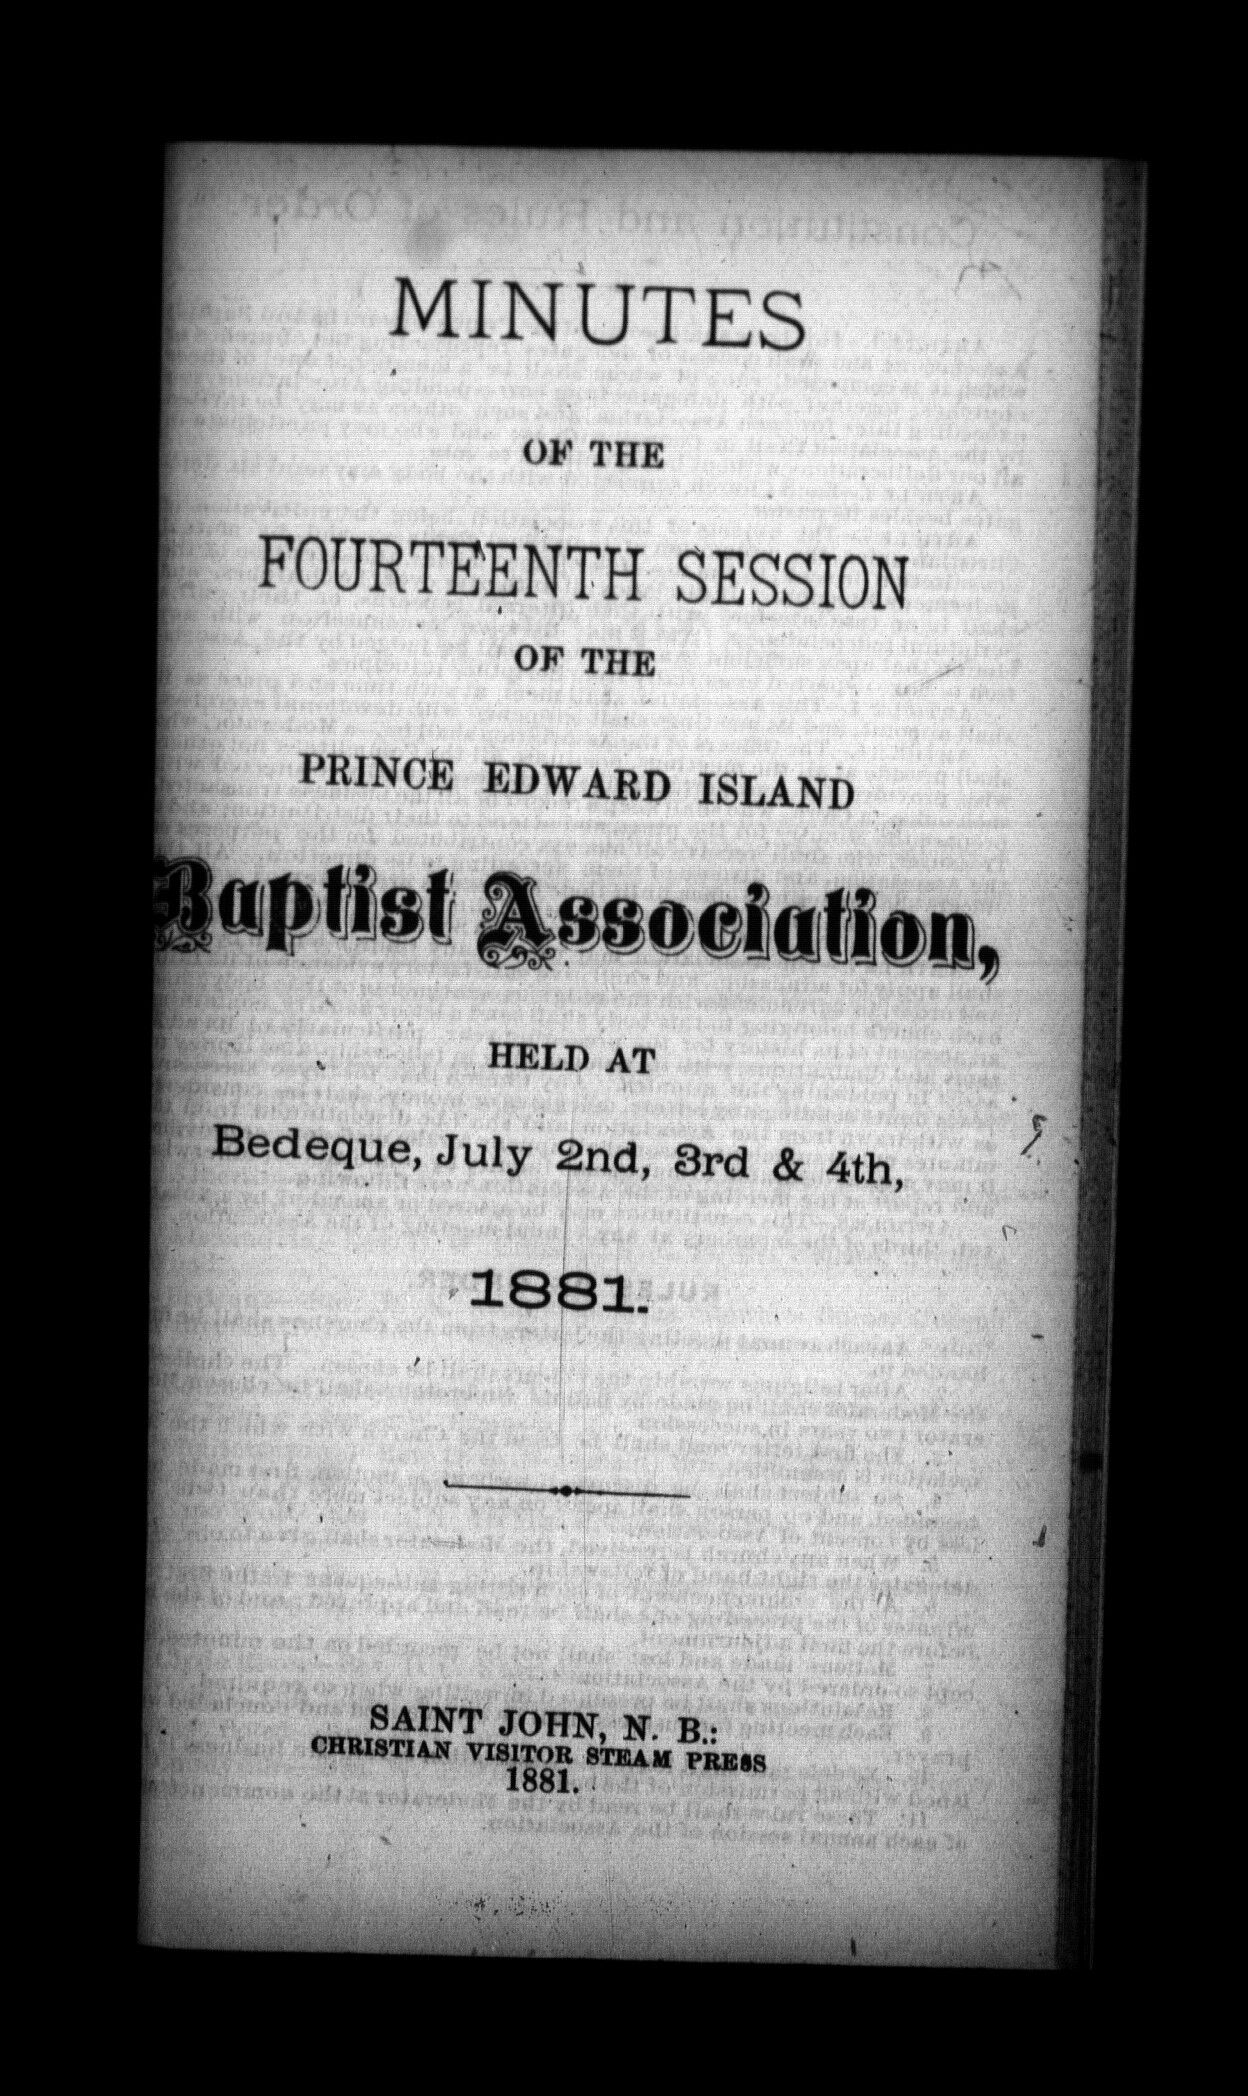 MINUTES
OF THE
FOURTEENTH SESSION
OF THE
PRINCE EDWARD ISLAND
Baptist Association,
HELD AT
Bedeque, July 2nd, 3rd & 4th,
1881.
SAINT JOHN, N. B.:
CHRISTIAN VISITOR STEAM PRESS
1881.